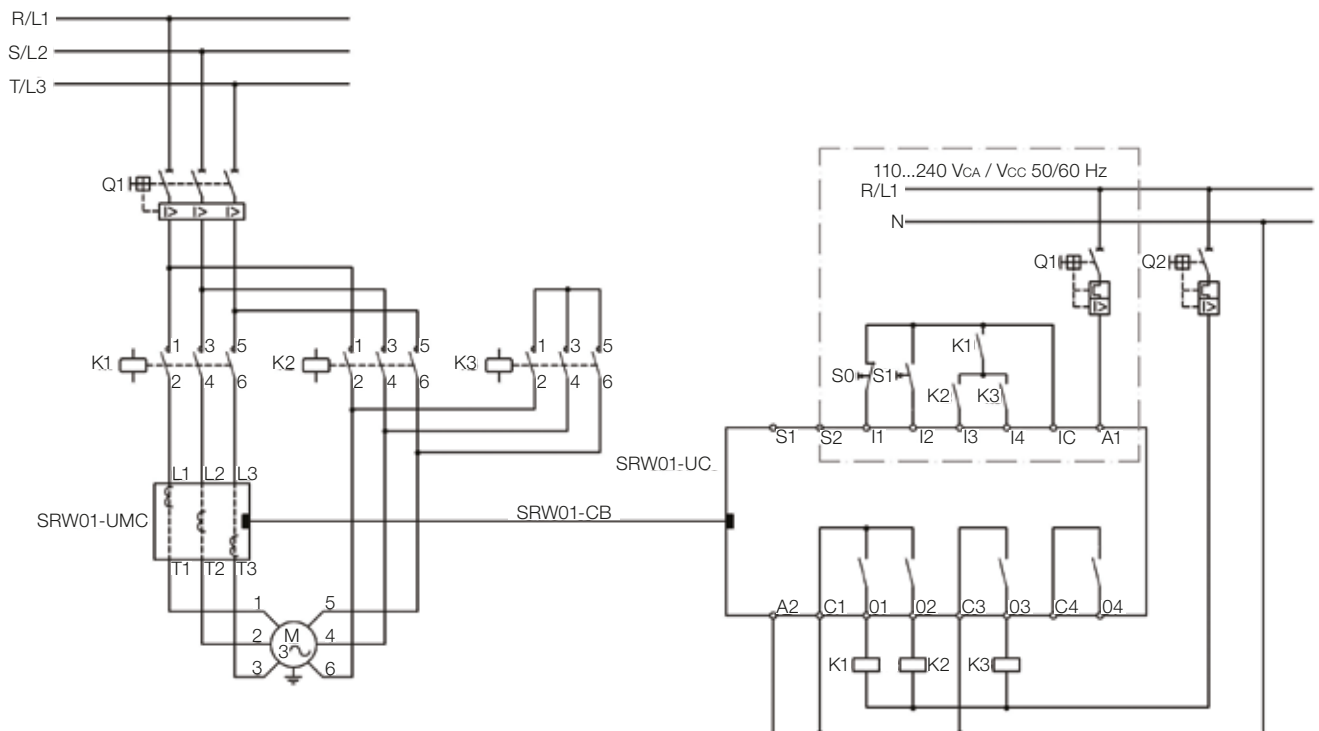 R/L1
S/L2
T/L3
Q1
I> I> I>
K1
1 3 5
2 4 6
K2
1 3 5
2 4 6
K3
1 3 5
2 4 6
L1 L2 L3
SRW01-UMC
T1 T2 T3
SRW01-CB
1 5
2 M 4
3
3 6
110...240 VCA / VCC 50/60 Hz
R/L1
N
Q1
I>
Q2
I>
K1
S0 S1
K2 K3
S1 S2 I1 I2 I3 I4 IC A1
SRW01-UC
A2 C1 01 02 C3 03 C4 04
K1 K2 K3